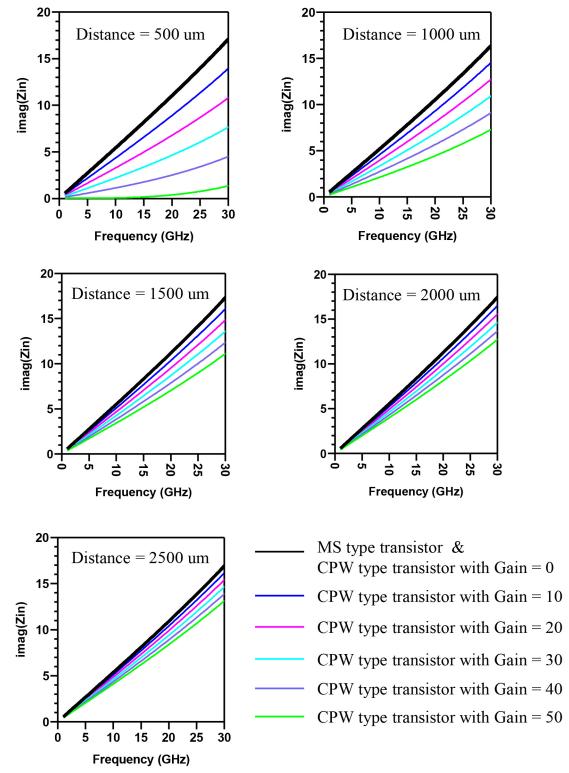 Distance = 500 um
imag(Zin)
20
15
10
5
0
0 5 10 15 20 25 30
Frequency (GHz)
Distance = 1000 um
imag(Zin)
20
15
10
5
0
0 5 10 15 20 25 30
Frequency (GHz)
Distance = 1500 um
imag(Zin)
20
15
10
5
0
0 5 10 15 20 25 30
Frequency (GHz)
Distance = 2000 um
imag(Zin)
20
15
10
5
0
0 5 10 15 20 25 30
Frequency (GHz)
Distance = 2500 um
imag(Zin)
20
15
10
5
0
0 5 10 15 20 25 30
Frequency (GHz)
MS type transistor &
CPW type transistor with Gain = 0
CPW type transistor with Gain = 10
CPW type transistor with Gain = 20
CPW type transistor with Gain = 30
CPW type transistor with Gain = 40
CPW type transistor with Gain = 50